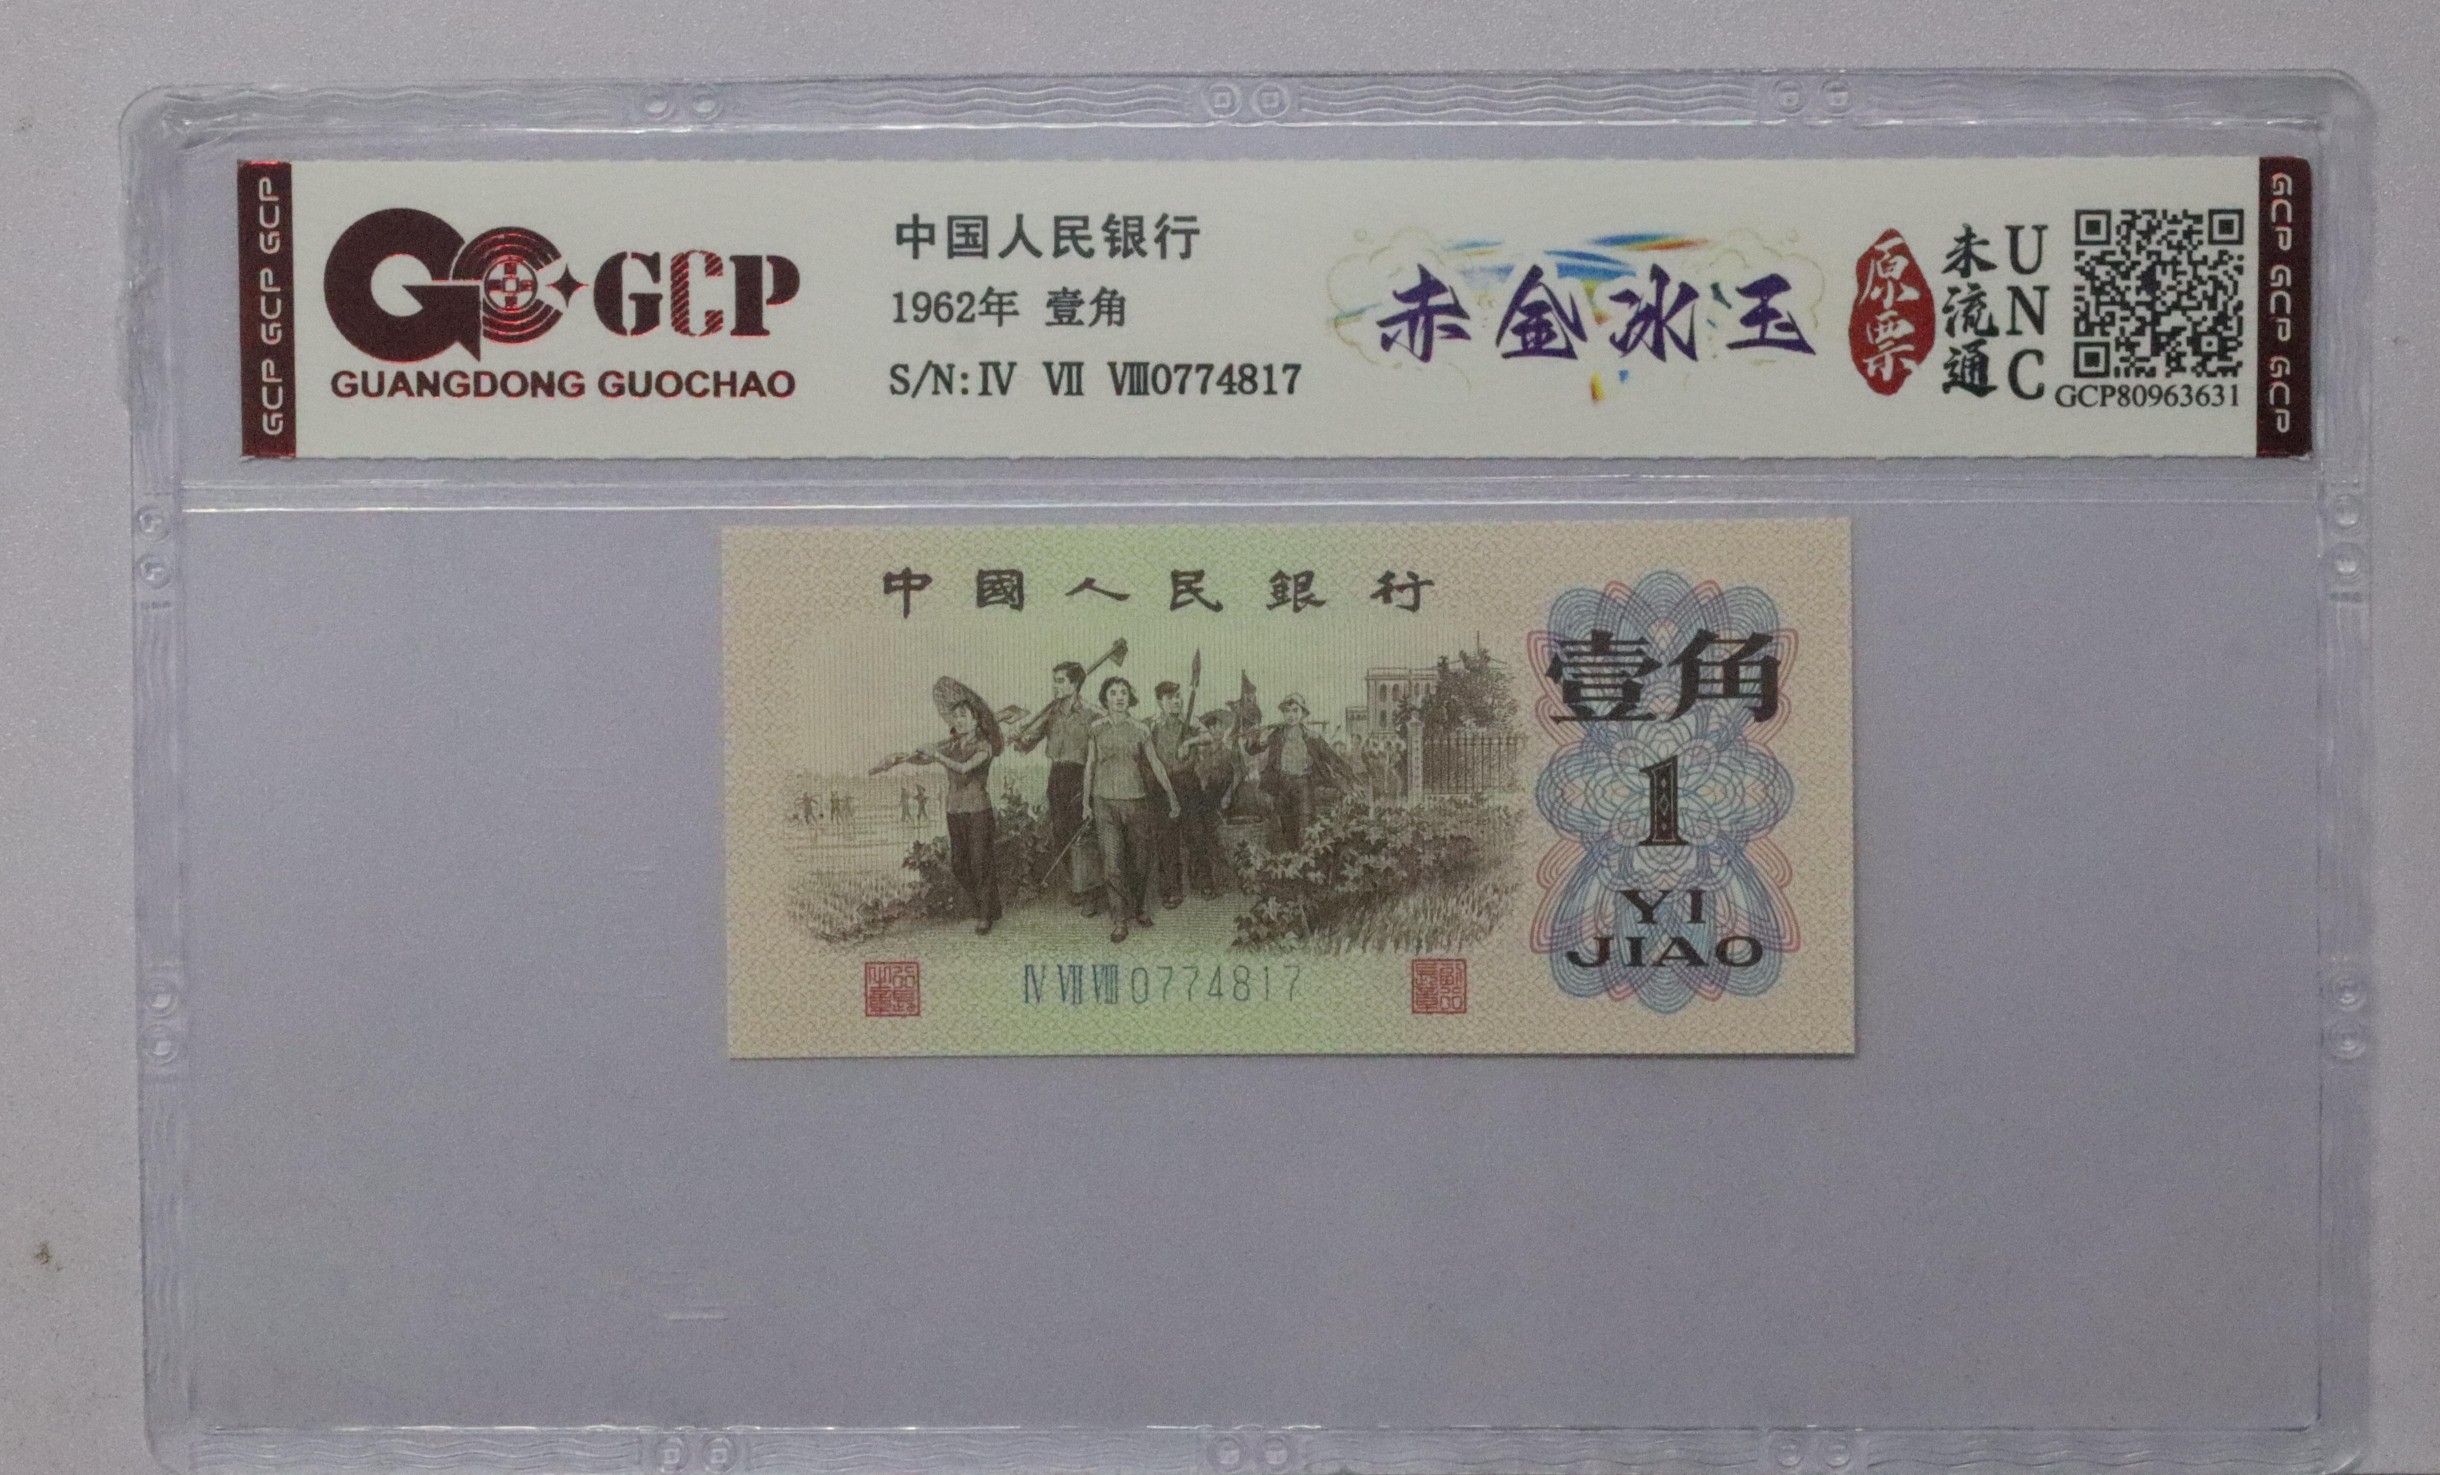 GCP GCP GCP
GCP
GUANGDONG GUOCHAO
中国人民银行
1962年 壹角
S/N:Ⅳ Ⅶ Ⅷ0774817
赤金冰玉
原票
未流通
UNC
GCP80963631
GCP GCP GCP
中國人民銀行
壹角
1
YI
JIAO
Ⅳ Ⅶ Ⅷ 0774817